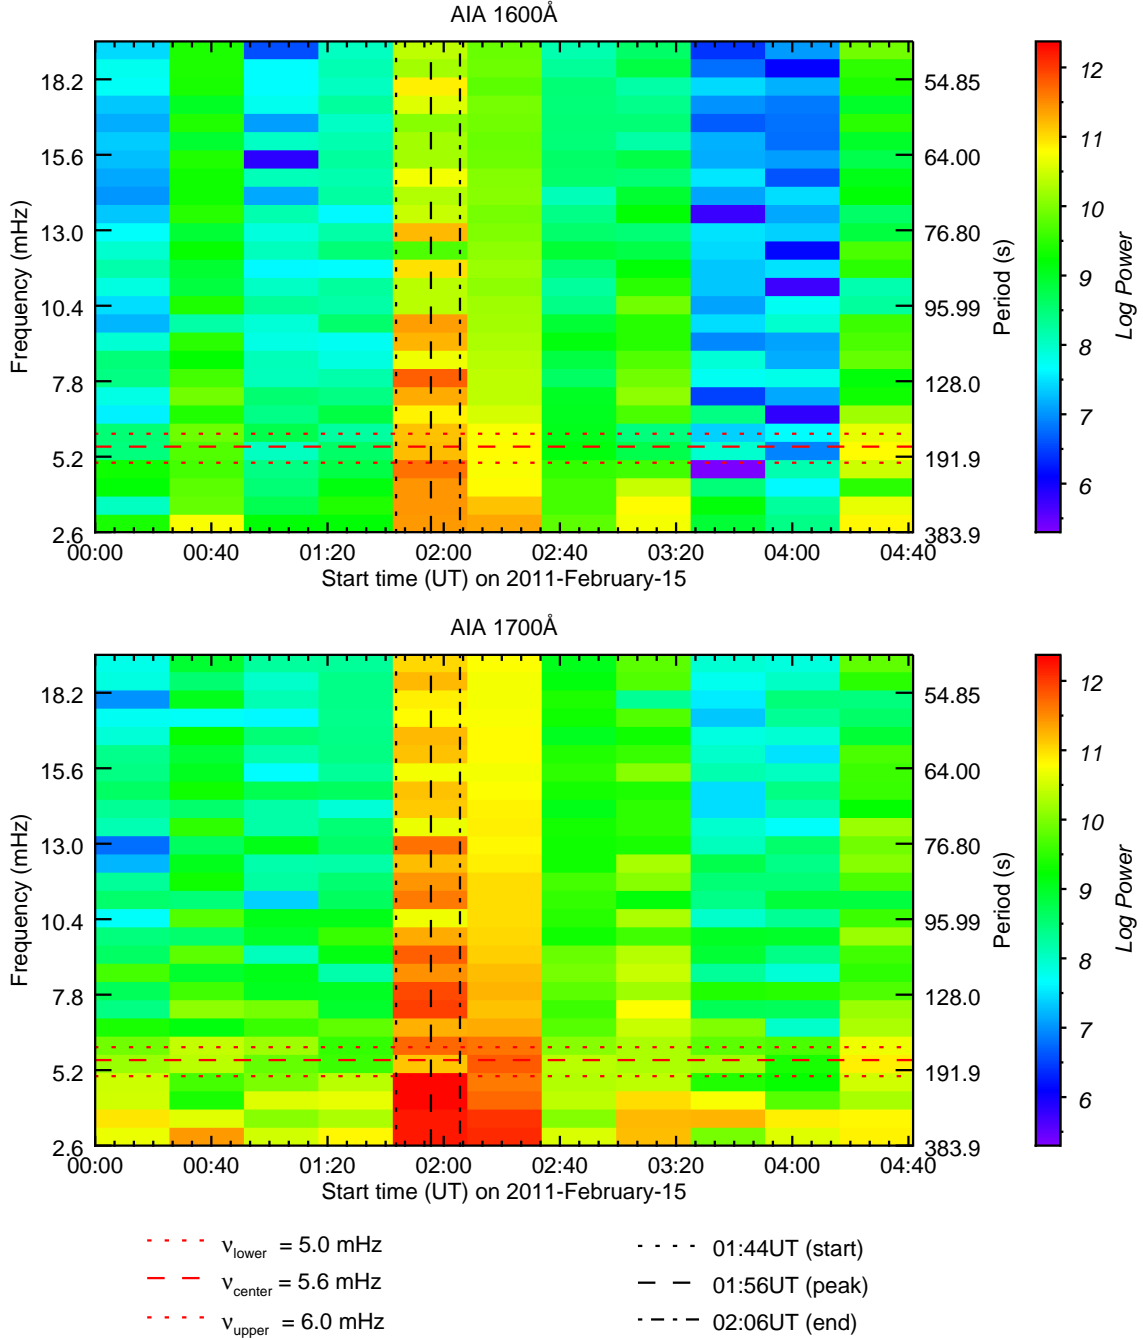 AIA 1600Å
Frequency (mHz)
18.2
15.6
13.0
10.4
7.8
5.2
2.6
54.85
64.00
76.80
95.99
128.0
191.9
383.9
Period (s)
00:00 00:40 01:20 02:00 02:40 03:20 04:00 04:40
Start time (UT) on 2011-February-15
12
11
10
9
8
7
6
Log Power
AIA 1700Å
Frequency (mHz)
18.2
15.6
13.0
10.4
7.8
5.2
2.6
54.85
64.00
76.80
95.99
128.0
191.9
383.9
Period (s)
00:00 00:40 01:20 02:00 02:40 03:20 04:00 04:40
Start time (UT) on 2011-February-15
12
11
10
9
8
7
6
Log Power
ν_lower = 5.0 mHz
ν_center = 5.6 mHz
ν_upper = 6.0 mHz
01:44UT (start)
01:56UT (peak)
02:06UT (end)